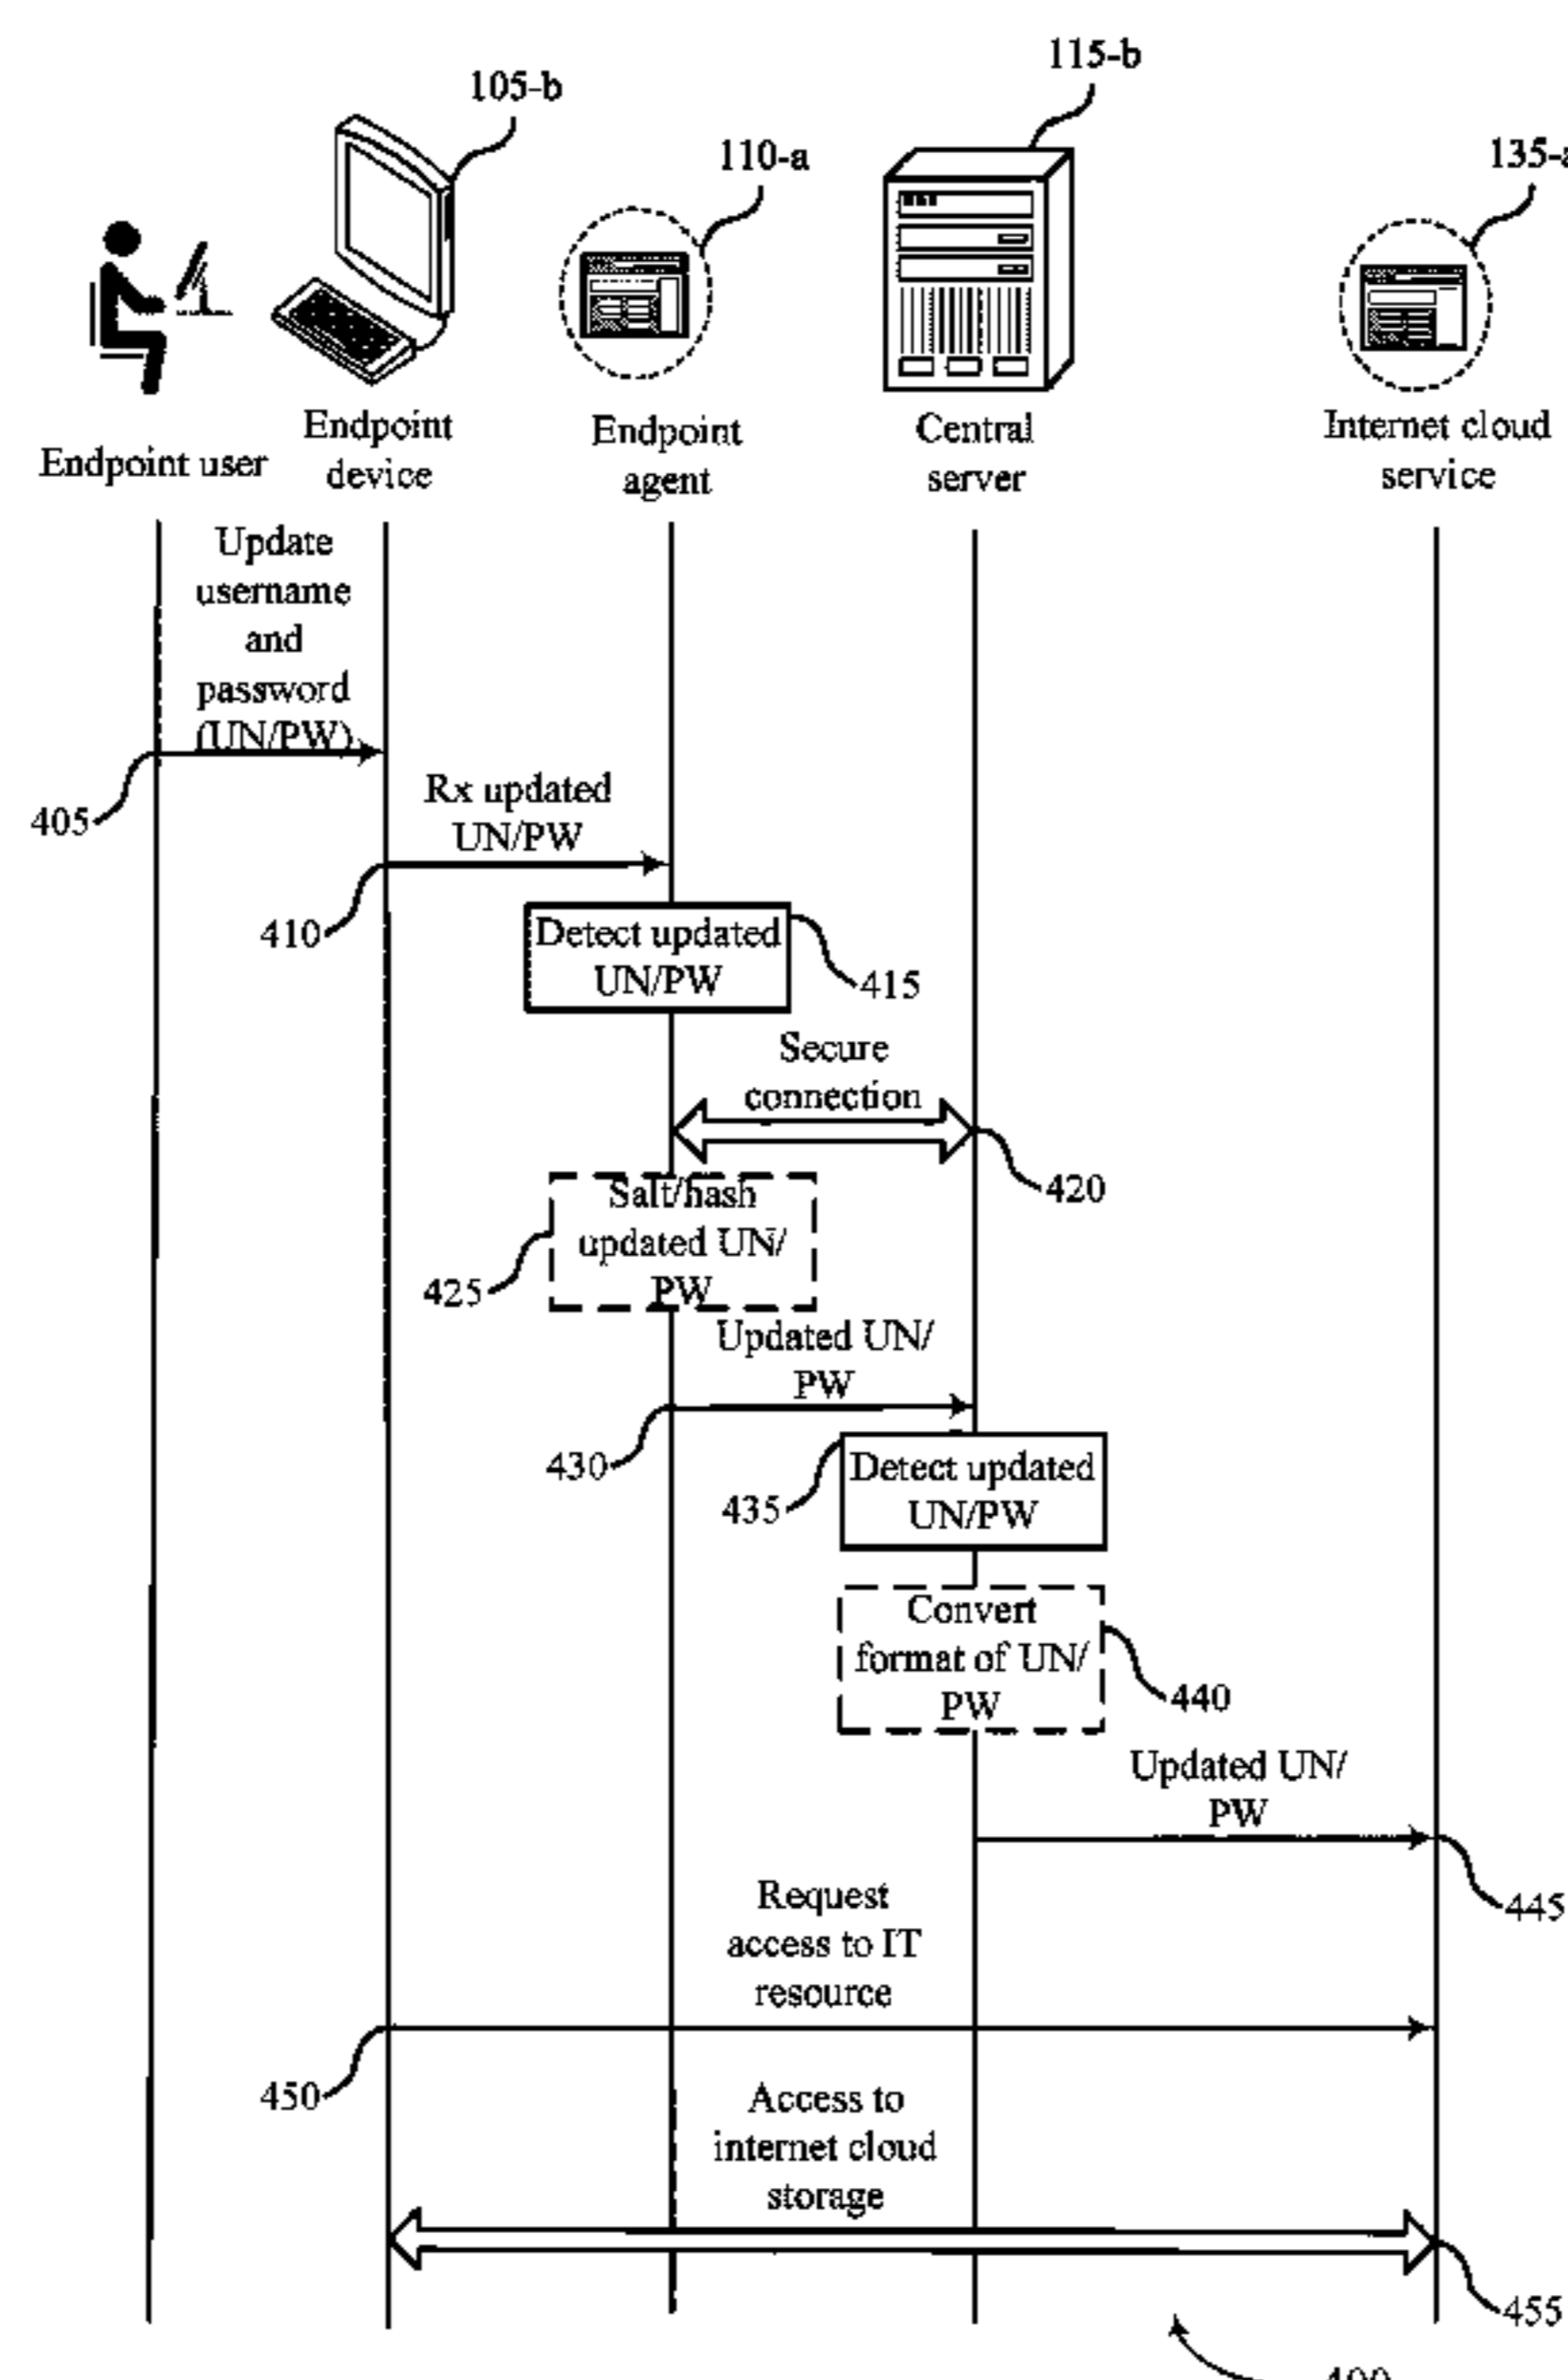 105-b
115-b
110-a
135-a
Endpoint user
Endpoint
device
Endpoint
agent
Central
server
Internet cloud
service
Update
username
and
password
(UN/PW)
405
Rx updated
UN/PW
410
Detect updated
UN/PW
415
Secure
connection
420
Salt/hash
updated UN/
PW
425
Updated UN/
PW
430
Detect updated
UN/PW
435
Convert
format of UN/
PW
440
Updated UN/
PW
445
Request
access to IT
resource
450
Access to
internet cloud
storage
455